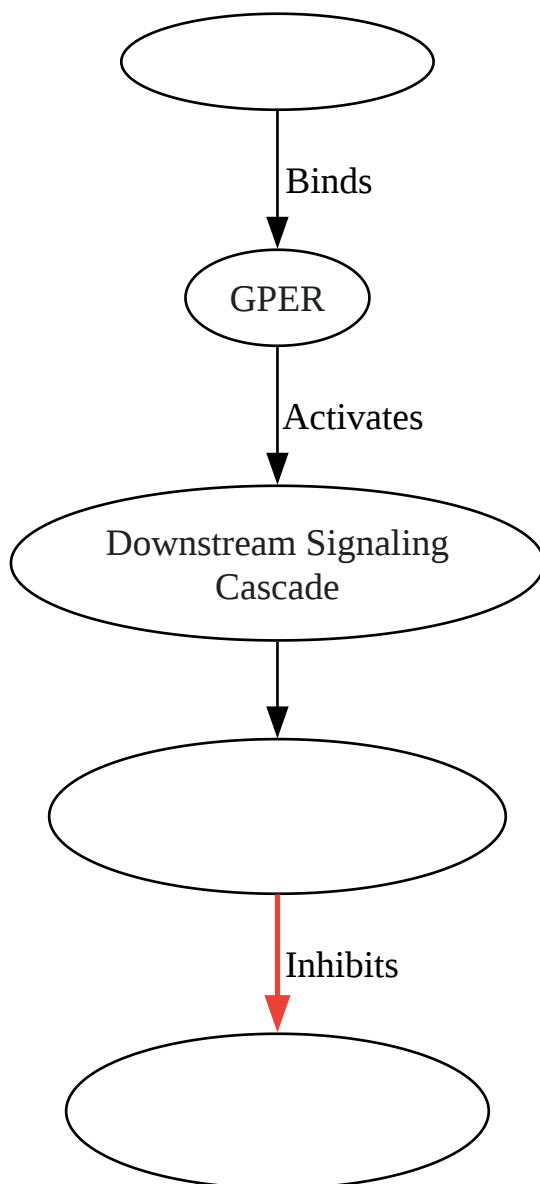 Binds
GPER
Activates
Downstream Signaling
Cascade
Inhibits